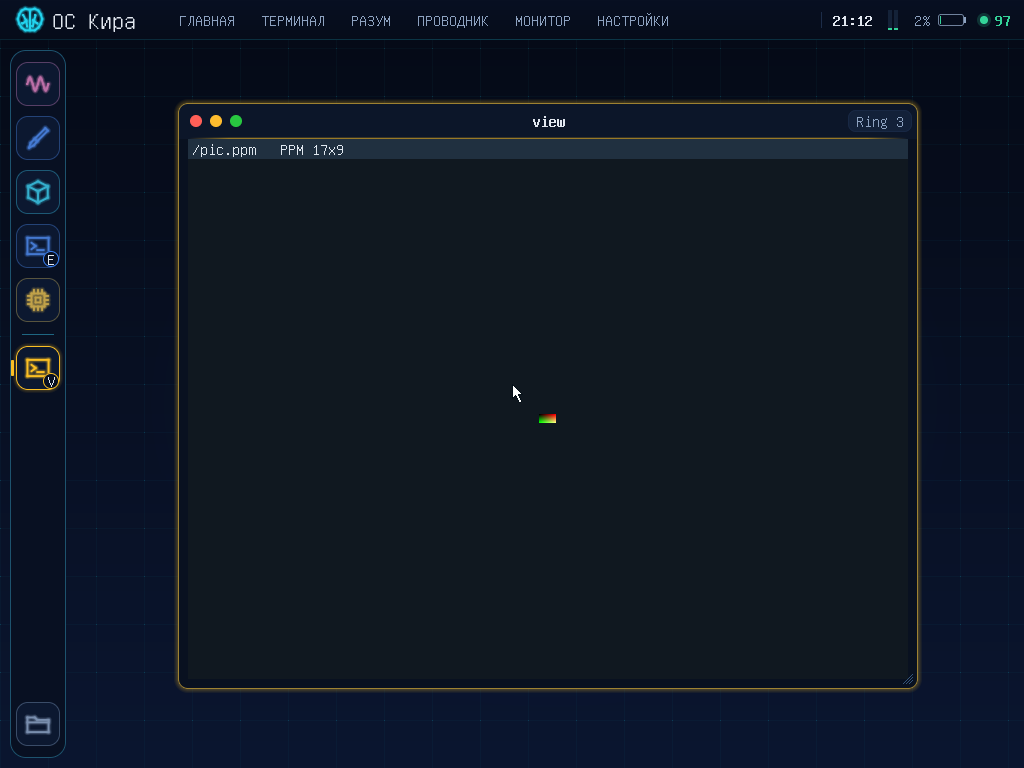 ОС Кира ГЛАВНАЯ ТЕРМИНАЛ РАЗУМ ПРОВОДНИК МОНИТОР НАСТРОЙКИ 21:12 2% 97
view Ring 3
/pic.ppm PPM 17x9
E
V